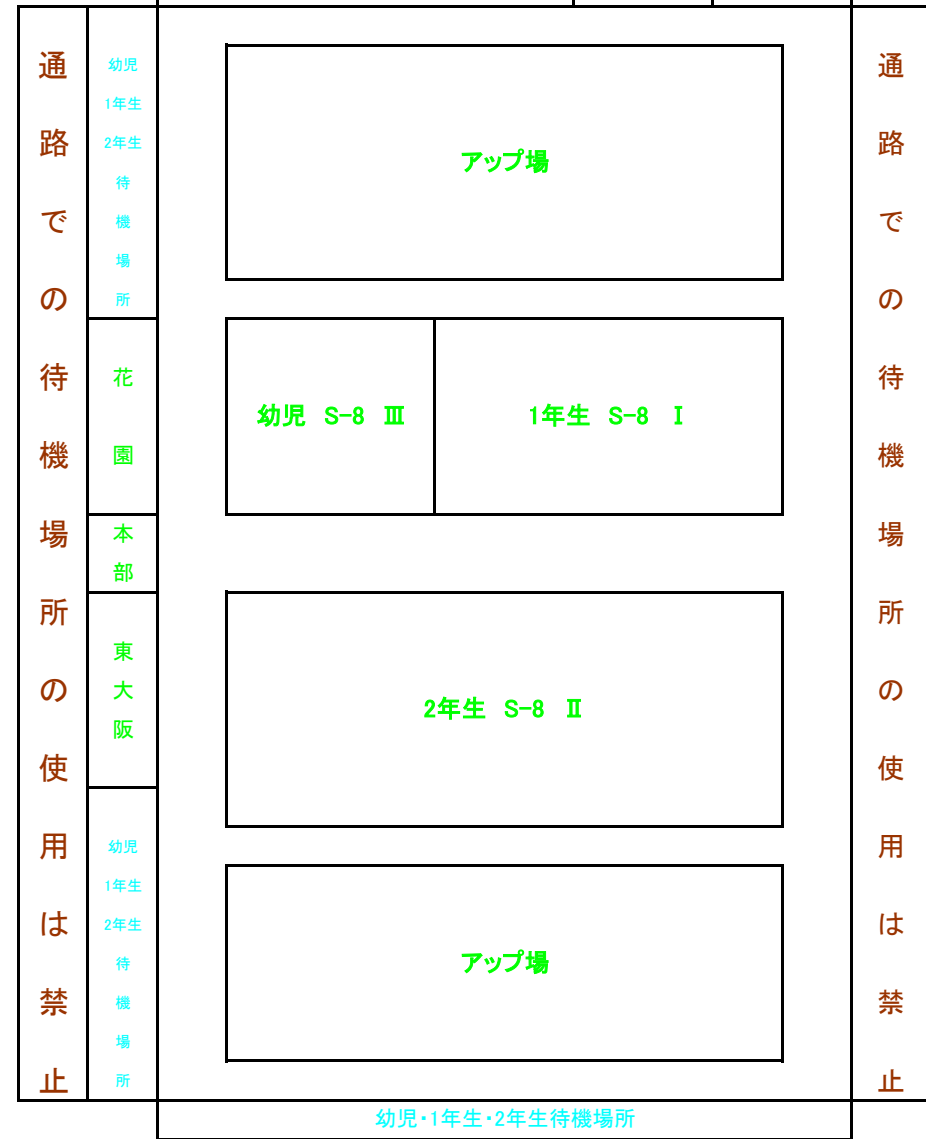 通路での待機場所の使用は禁止
幼児
1年生
2年生
待
機
場
所
花
園
本
部
東
大
阪
幼児
1年生
2年生
待
機
場
所
アップ場
幼児 S-8 Ⅲ
1年生 S-8 Ⅰ
2年生 S-8 Ⅱ
アップ場
幼児・1年生・2年生待機場所
通路での待機場所の使用は禁止